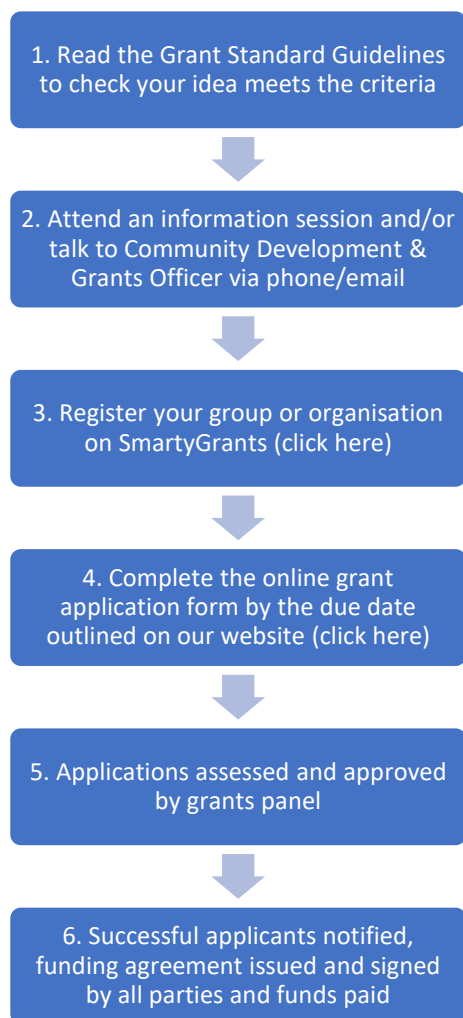 1. Read the Grant Standard Guidelines
to check your idea meets the criteria
2. Attend an information session and/or
talk to Community Development &
Grants Officer via phone/email
3. Register your group or organisation
on SmartyGrants (click here)
4. Complete the online grant
application form by the due date
outlined on our website (click here)
5. Applications assessed and approved
by grants panel
6. Successful applicants notified,
funding agreement issued and signed
by all parties and funds paid